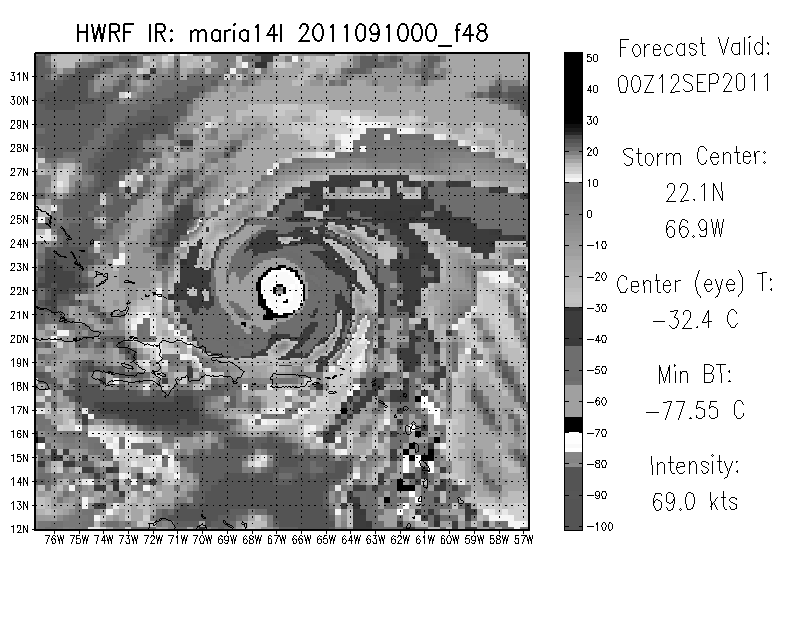 HWRF IR: maria14l 2011091000_f48
31N
30N
29N
28N
27N
26N
25N
24N
23N
22N
21N
20N
19N
18N
17N
16N
15N
14N
13N
12N
76W 75W 74W 73W 72W 71W 70W 69W 68W 67W 66W 65W 64W 63W 62W 61W 60W 59W 58W 57W
50
40
30
20
10
0
−10
−20
−30
−40
−50
−60
−70
−80
−90
−100
Forecast Valid:
00Z12SEP2011
Storm Center:
22.1N
66.9W
Center (eye) T:
−32.4 C
Min BT:
−77.55 C
Intensity:
69.0 kts